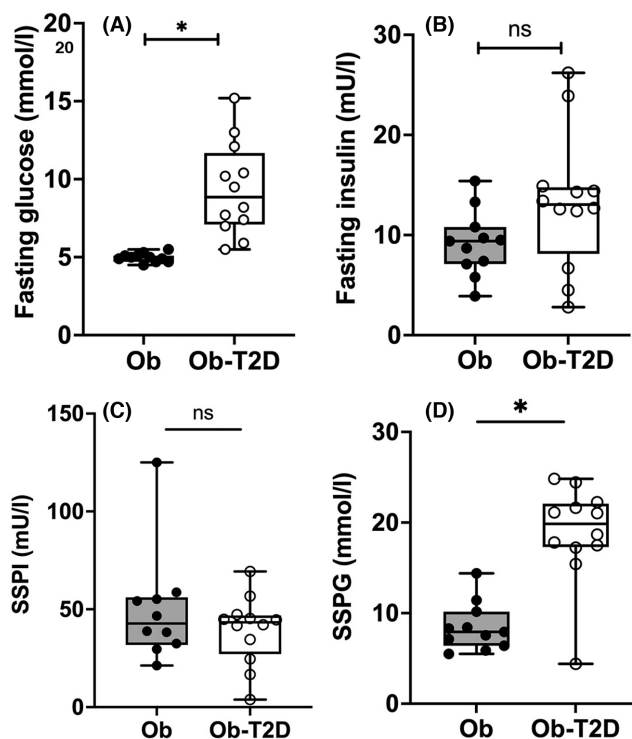 (A)
*
20
20
15
10
5
0
Fasting glucose (mmol/l)
Ob
Ob-T2D
(B)
ns
30
20
10
0
Fasting insulin (mU/l)
Ob
Ob-T2D
(C)
ns
150
100
50
0
SSPI (mU/l)
Ob
Ob-T2D
(D)
*
30
20
10
0
SSPG (mmol/l)
Ob
Ob-T2D